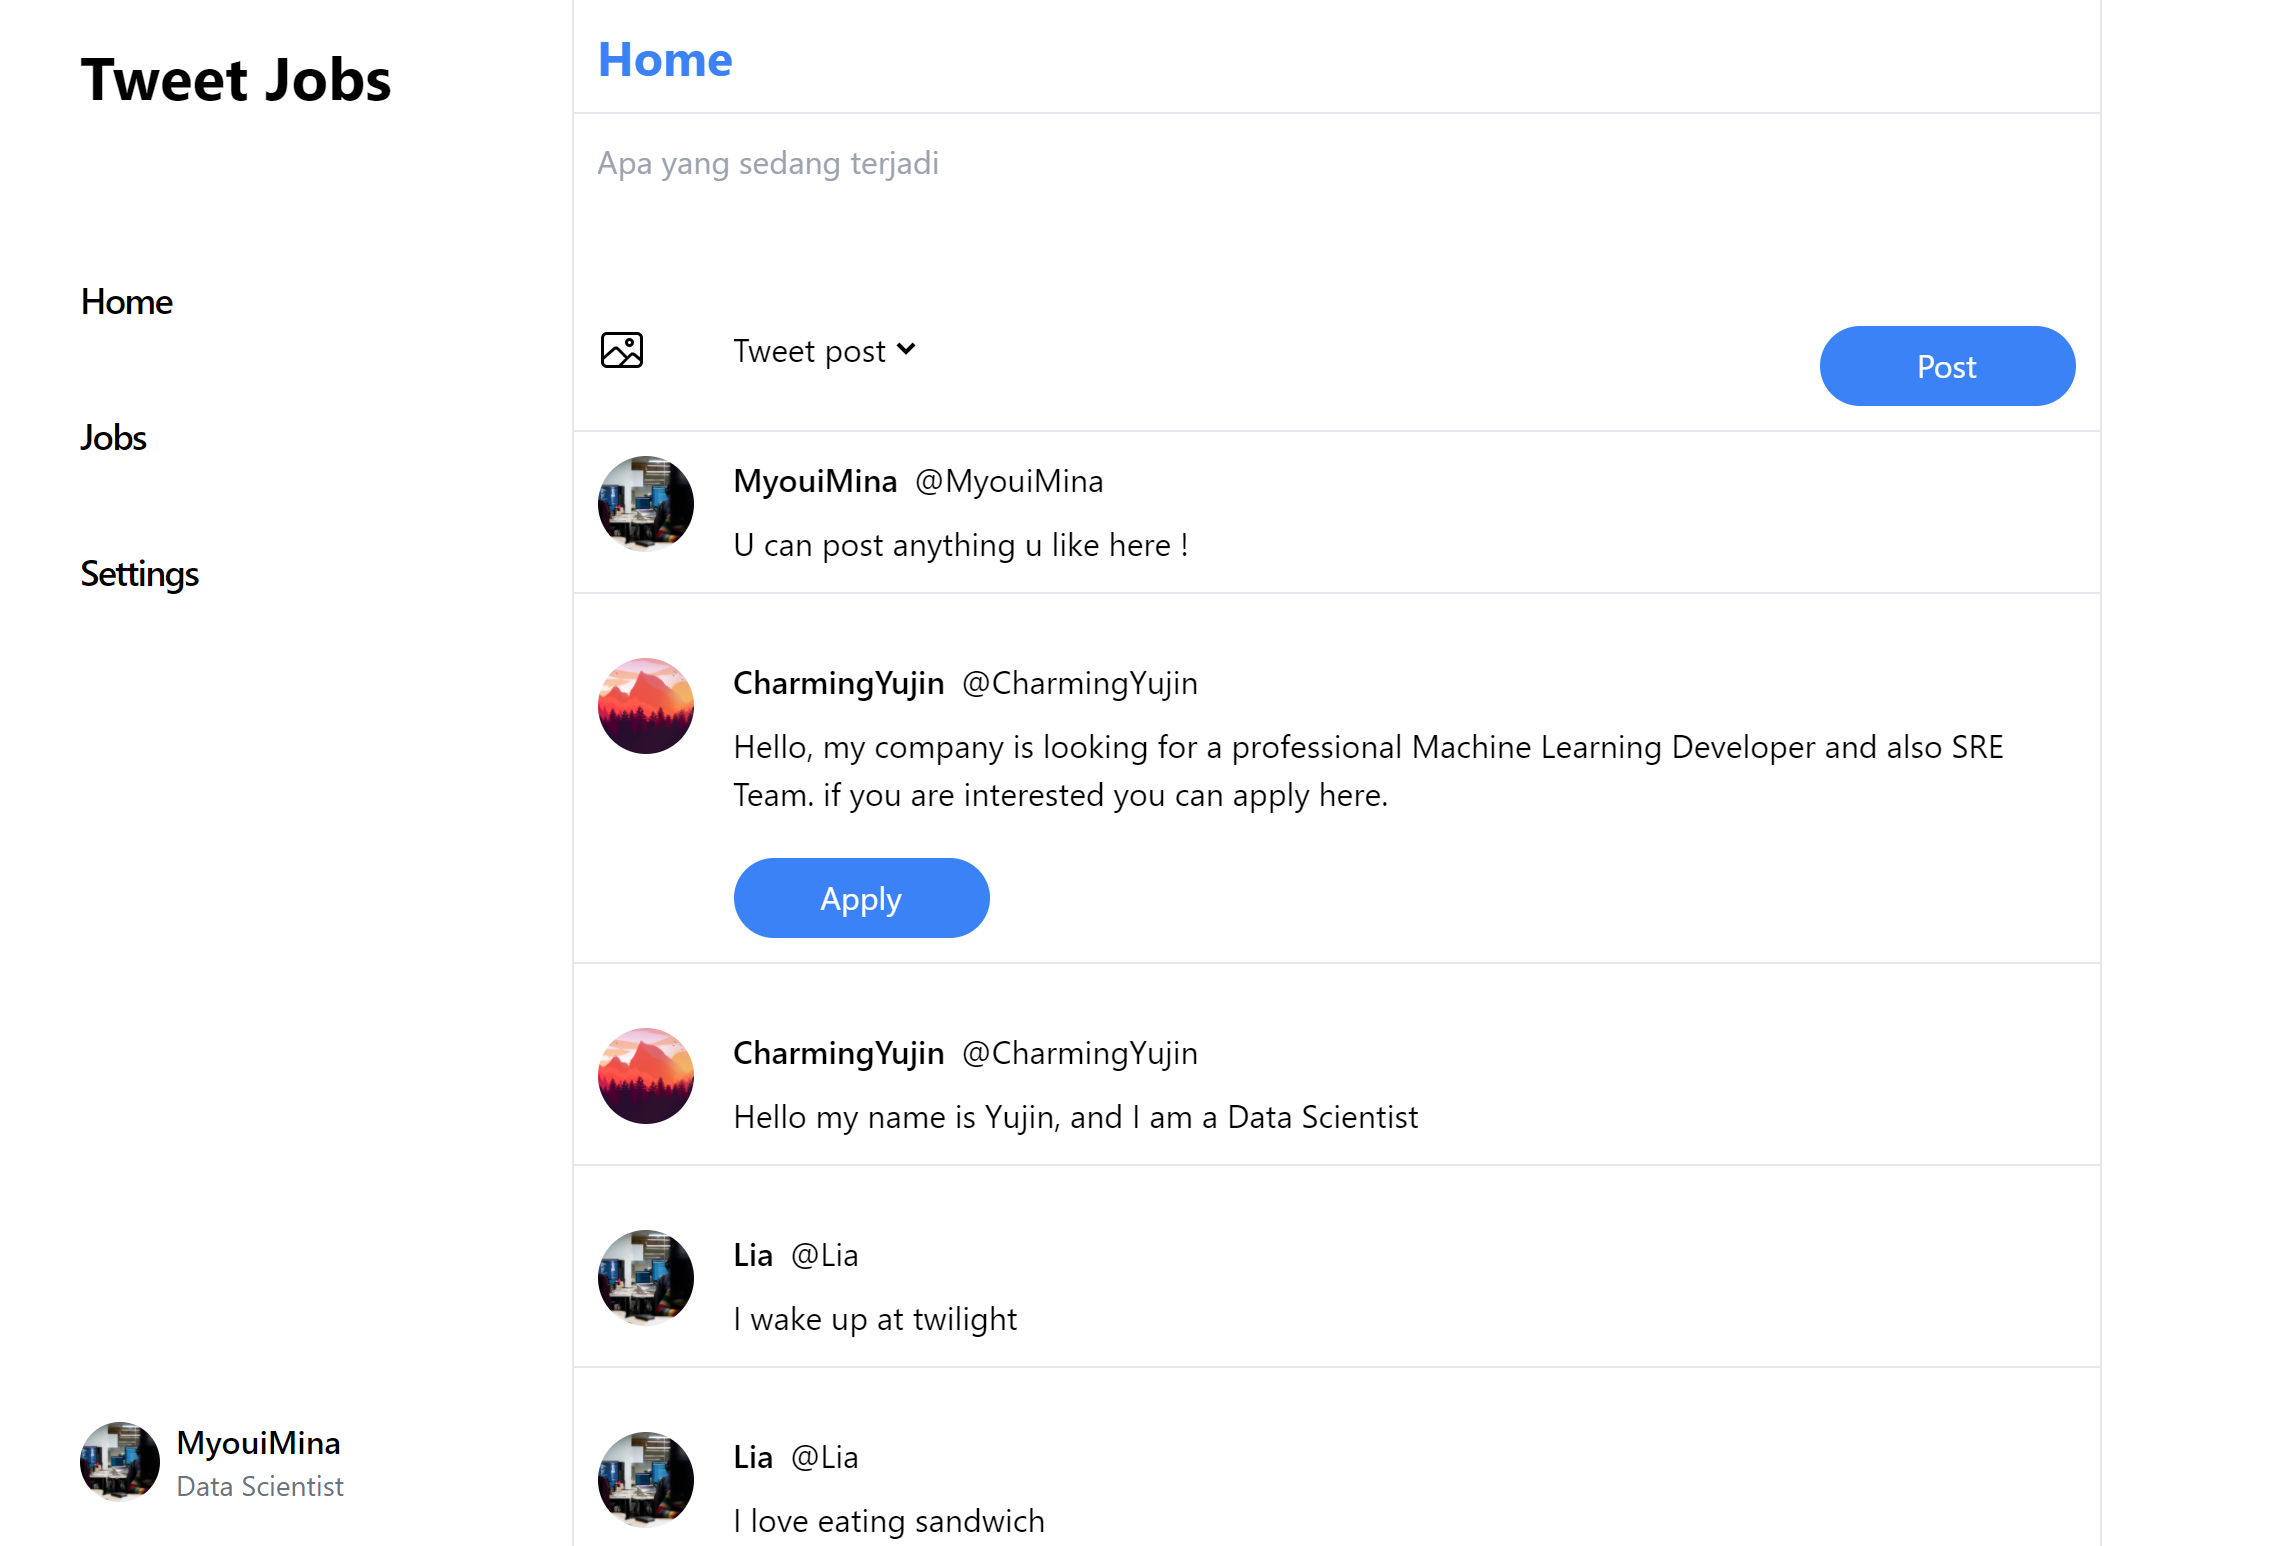 Tweet Jobs
Home
Jobs
Settings
MyouiMina
Data Scientist
Home
Apa yang sedang terjadi
Tweet post
Post
MyouiMina @MyouiMina
U can post anything u like here !
CharmingYujin @CharmingYujin
Hello, my company is looking for a professional Machine Learning Developer and also SRE
Team. if you are interested you can apply here.
Apply
CharmingYujin @CharmingYujin
Hello my name is Yujin, and I am a Data Scientist
Lia @Lia
I wake up at twilight
Lia @Lia
I love eating sandwich